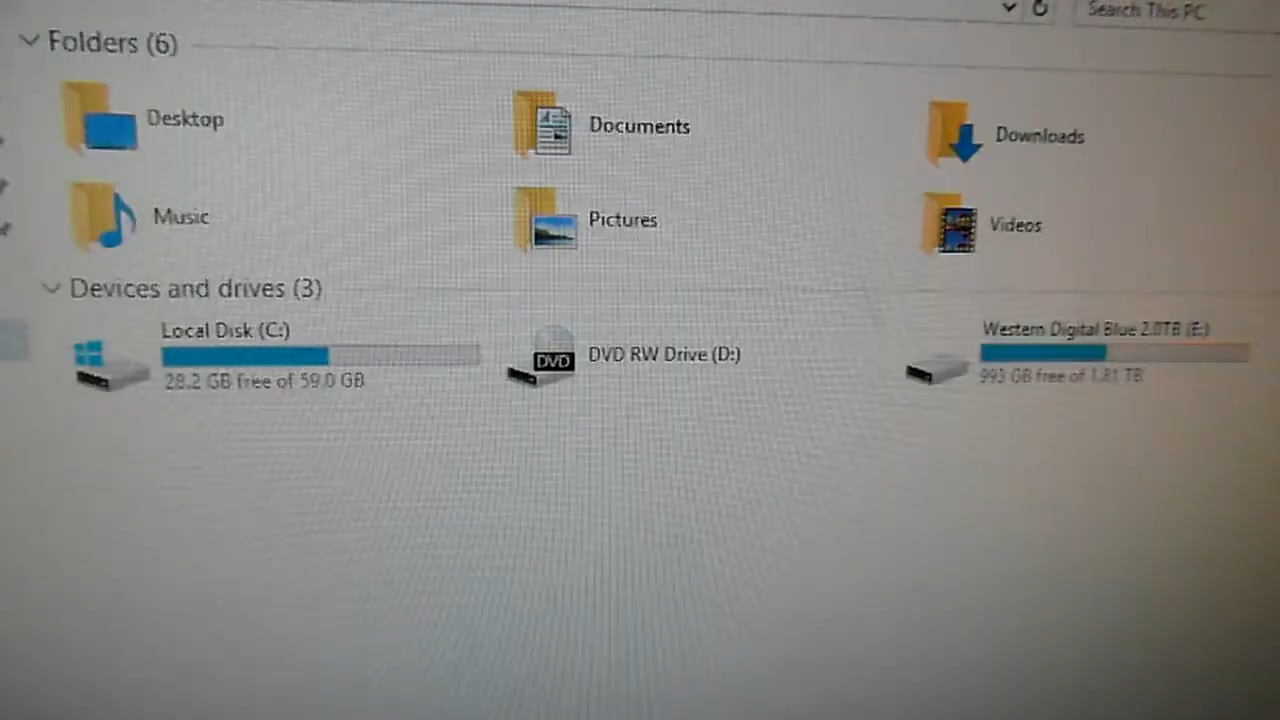 Search This PC
Folders (6)
Desktop
Documents
Downloads
Music
Pictures
Videos
Devices and drives (3)
Local Disk (C:)
28.2 GB free of 59.0 GB
DVD
DVD RW Drive (D:)
Western Digital Blue 2.0TB (E:)
993 GB free of 1.81 TB